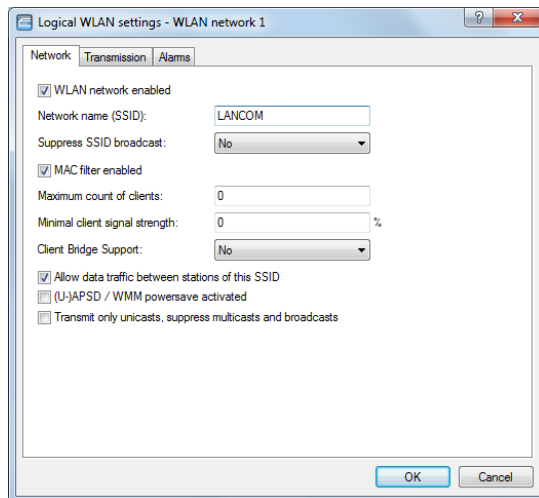 Logical WLAN settings - WLAN network 1
Network Transmission Alarms
WLAN network enabled
Network name (SSID): LANCOM
Suppress SSID broadcast: No
MAC filter enabled
Maximum count of clients: 0
Minimal client signal strength: 0 %
Client Bridge Support: No
Allow data traffic between stations of this SSID
(U-)APSD / WMM powersave activated
Transmit only unicasts, suppress multicasts and broadcasts
OK Cancel